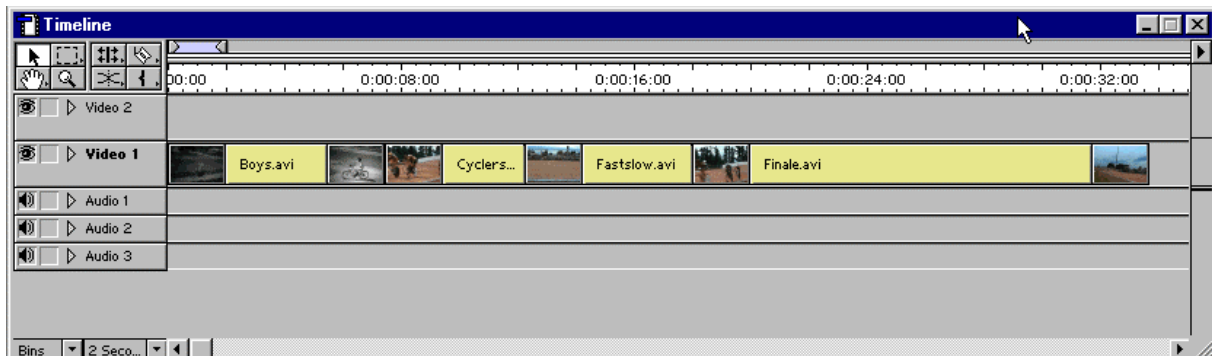 Timeline
00:00 0:00:08:00 0:00:16:00 0:00:24:00 0:00:32:00
Video 2
Video 1 Boys.avi Cyclers... Fastslow.avi Finale.avi
Audio 1
Audio 2
Audio 3
Bins 2 Seco...